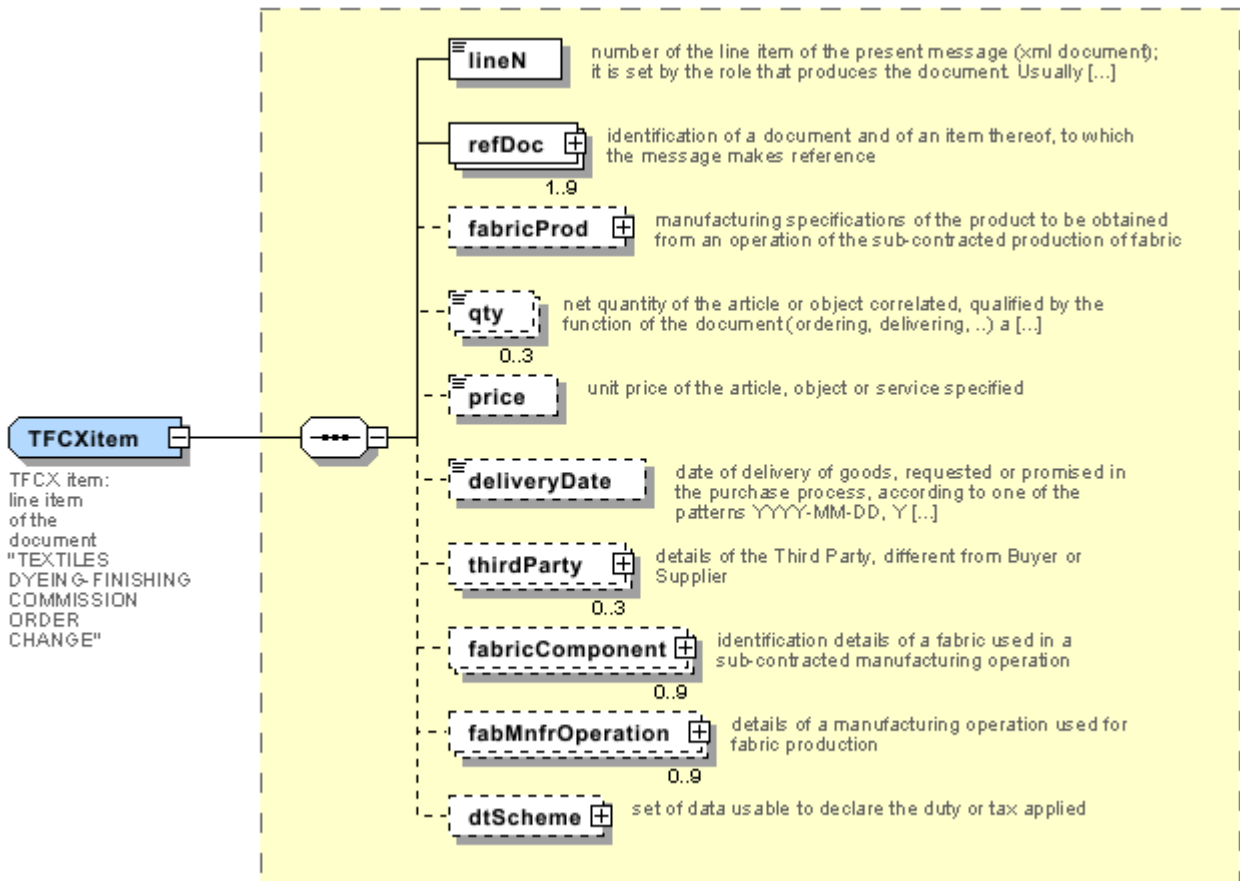 lineN
number of the line item of the present message (xml document);
it is set by the role that produces the document. Usually [...]
refDoc
identification of a document and of an item thereof, to which
the message makes reference
1..9
fabricProd
manufacturing specifications of the product to be obtained
from an operation of the sub-contracted production of fabric
qty
net quantity of the article or object correlated, qualified by the
function of the document (ordering, delivering, ..) a [...]
0..3
price
unit price of the article, object or service specified
TFCXitem
TFCX item:
line item
of the
document
"TEXTILES
DYEING-FINISHING
COMMISSION
ORDER
CHANGE"
deliveryDate
date of delivery of goods, requested or promised in
the purchase process, according to one of the
patterns YYYY-MM-DD, Y [...]
thirdParty
details of the Third Party, different from Buyer or
Supplier
0..3
fabricComponent
identification details of a fabric used in a
sub-contracted manufacturing operation
0..9
fabMnfrOperation
details of a manufacturing operation used for
fabric production
0..9
dtScheme
set of data usable to declare the duty or tax applied